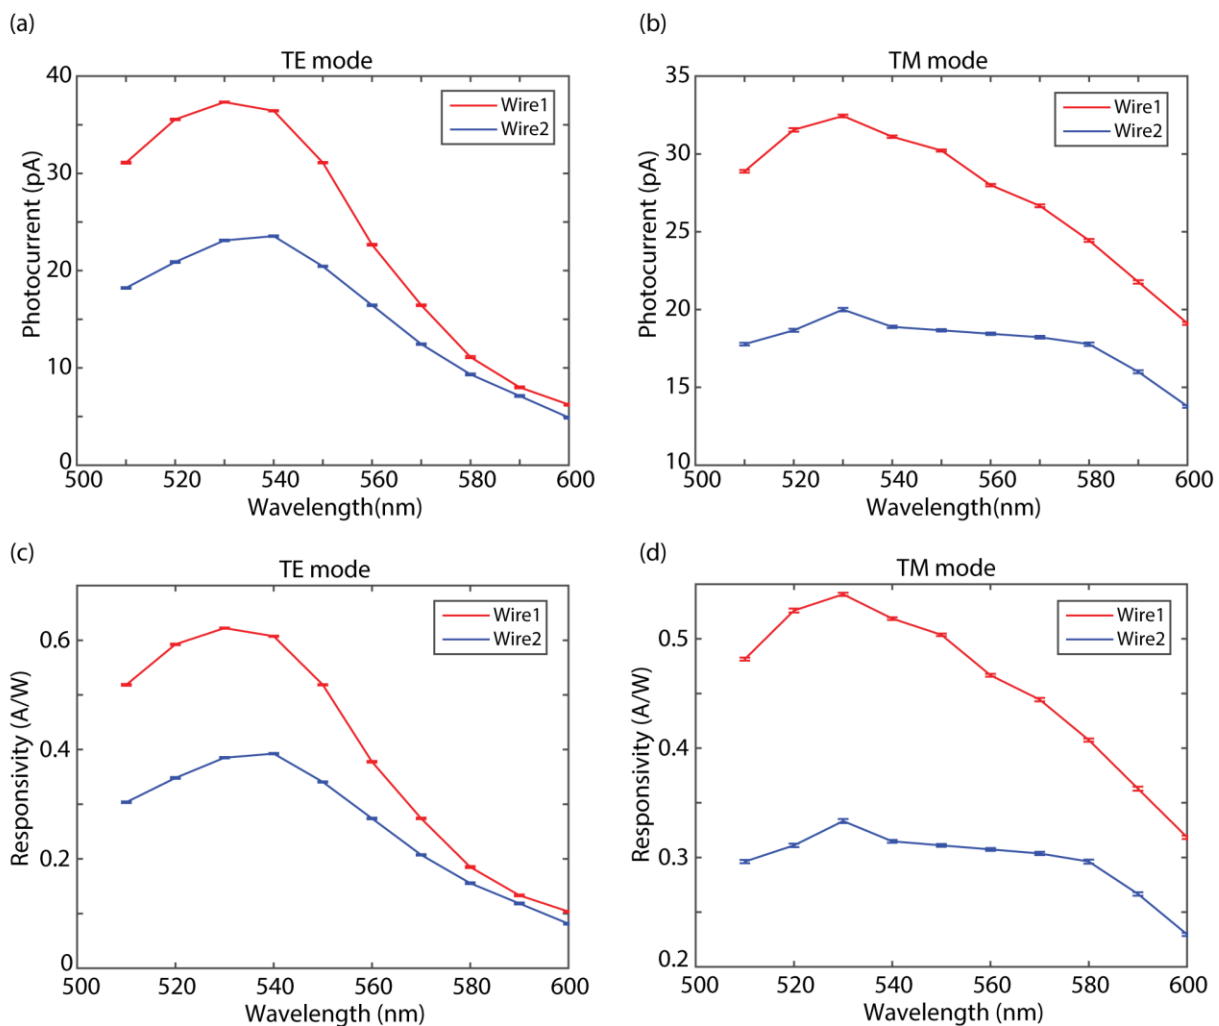 (a)
TE mode
Wire1
Wire2
40
30
20
10
0
Photocurrent (pA)
500 520 540 560 580 600
Wavelength(nm)
(b)
TM mode
Wire1
Wire2
35
30
25
20
15
10
Photocurrent (pA)
500 520 540 560 580 600
Wavelength(nm)
(c)
TE mode
Wire1
Wire2
0.6
0.4
0.2
0
Responsivity (A/W)
500 520 540 560 580 600
Wavelength (nm)
(d)
TM mode
Wire1
Wire2
0.5
0.4
0.3
0.2
Responsivity (A/W)
500 520 540 560 580 600
Wavelength (nm)